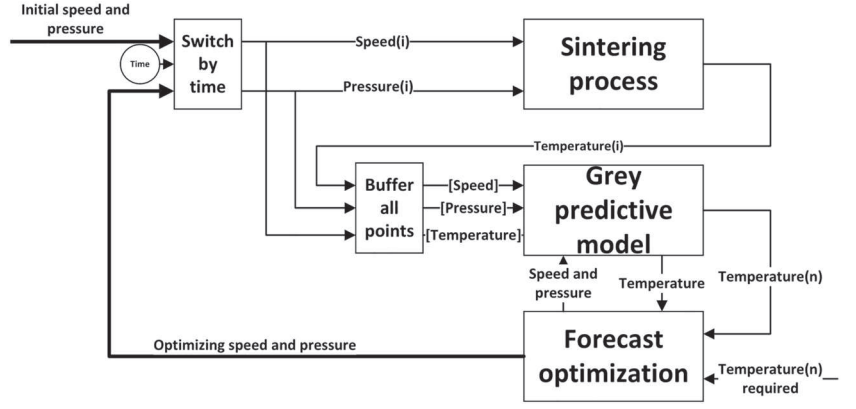 Initial speed and
pressure
Switch
by
time
Time
Speed(i)
Pressure(i)
Sintering
process
Temperature(i)
Buffer
all
points
[Speed]
[Pressure]
[Temperature]
Grey
predictive
model
Speed and
pressure
Temperature
Temperature(n)
Optimizing speed and pressure
Forecast
optimization
Temperature(n)
required